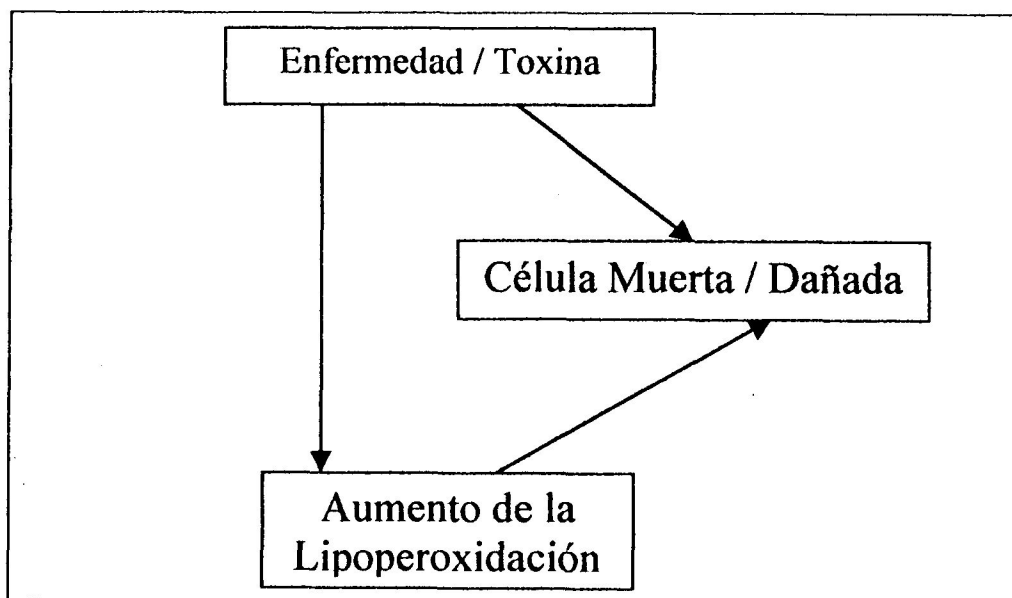 Enfermedad / Toxina
Célula Muerta / Dañada
Aumento de la
Lipoperoxidación